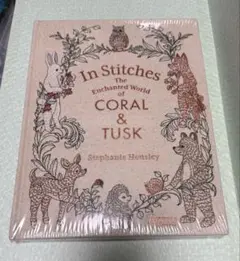 In Stitches
The
Enchanted World
of
CORAL
&
TUSK
Stephanie Housley